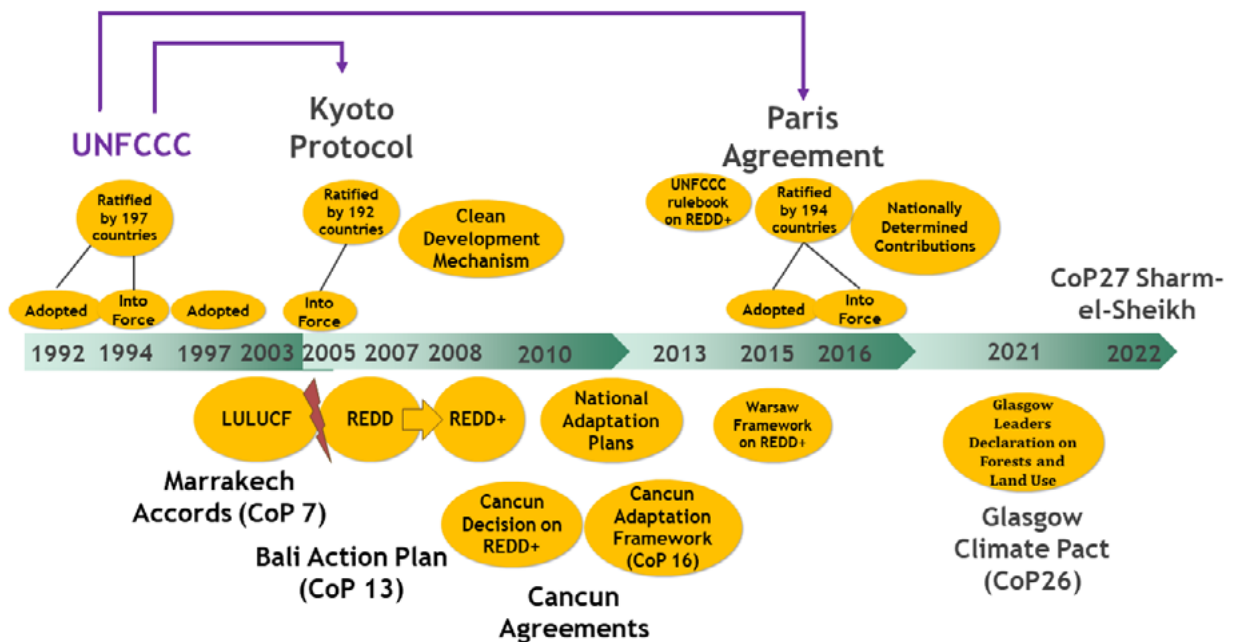 UNFCCC
Kyoto
Protocol
Paris
Agreement
Ratified
by 197
countries
Ratified
by 192
countries
Clean
Development
Mechanism
UNFCCC
rulebook
on REDD+
Ratified
by 194
countries
Nationally
Determined
Contributions
Adopted
Into
Force
Adopted
Into
Force
Adopted
Into
Force
CoP27 Sharm-
el-Sheikh
1992 1994 1997 2003 2005 2007 2008 2010 2013 2015 2016 2021 2022
LULUCF
REDD
REDD+
National
Adaptation
Plans
Warsaw
Framework
on REDD+
Glasgow
Leaders
Declaration on
Forests and
Land Use
Marrakech
Accords (CoP 7)
Cancun
Decision on
REDD+
Cancun
Adaptation
Framework
(CoP 16)
Bali Action Plan
(CoP 13)
Cancun
Agreements
Glasgow
Climate Pact
(CoP26)